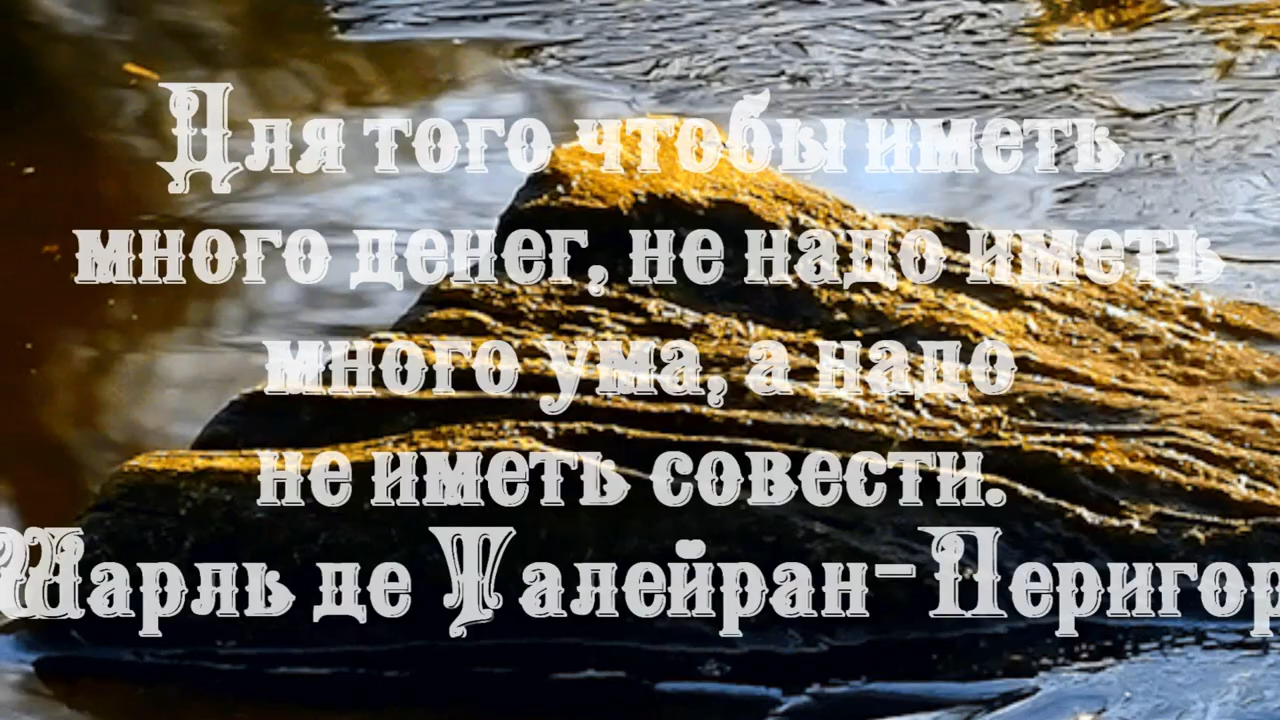 Для того чтобы иметь
много денег, не надо иметь
много ума, а надо
не иметь совести.
Шарль де Талейран-Перигор